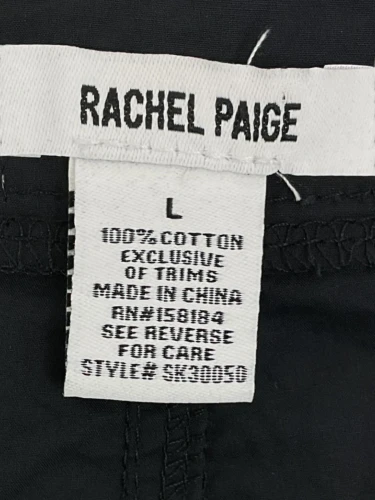 RACHEL PAIGE
L
100% COTTON
EXCLUSIVE
OF TRIMS
MADE IN CHINA
RN#158184
SEE REVERSE
FOR CARE
STYLE# SK30050